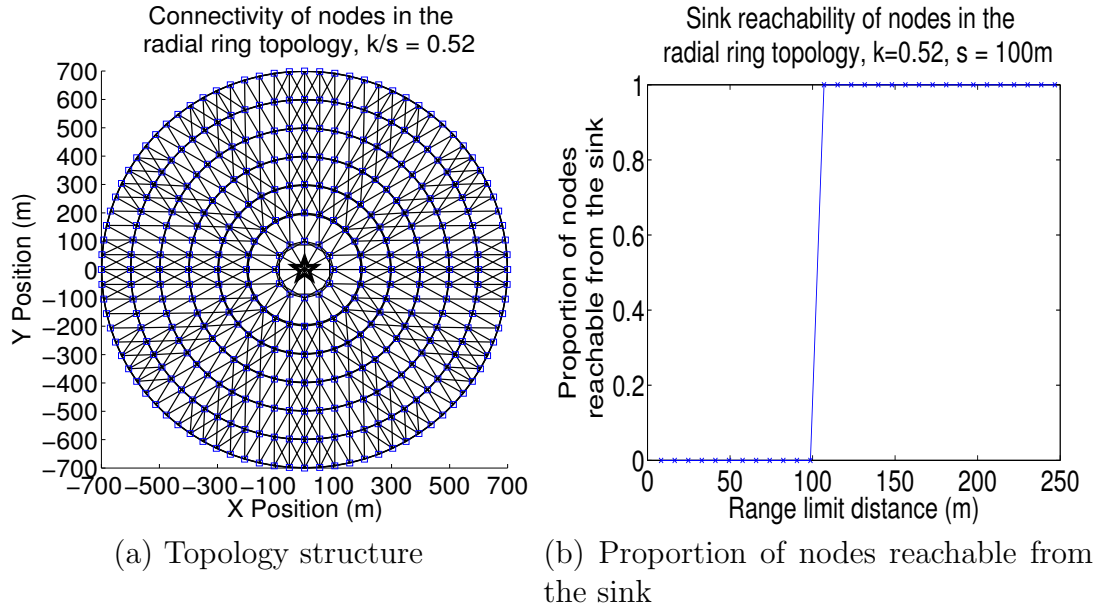 Connectivity of nodes in the
radial ring topology, k/s = 0.52
700
600
500
400
300
200
100
0
−100
−200
−300
−400
−500
−600
−700
Y Position (m)
−700−500−300−100 100 300 500 700
X Position (m)
(a) Topology structure
Sink reachability of nodes in the
radial ring topology, k=0.52, s = 100m
1
0.8
0.6
0.4
0.2
0
Proportion of nodes
reachable from the sink
0 50 100 150 200 250
Range limit distance (m)
(b) Proportion of nodes reachable from
the sink